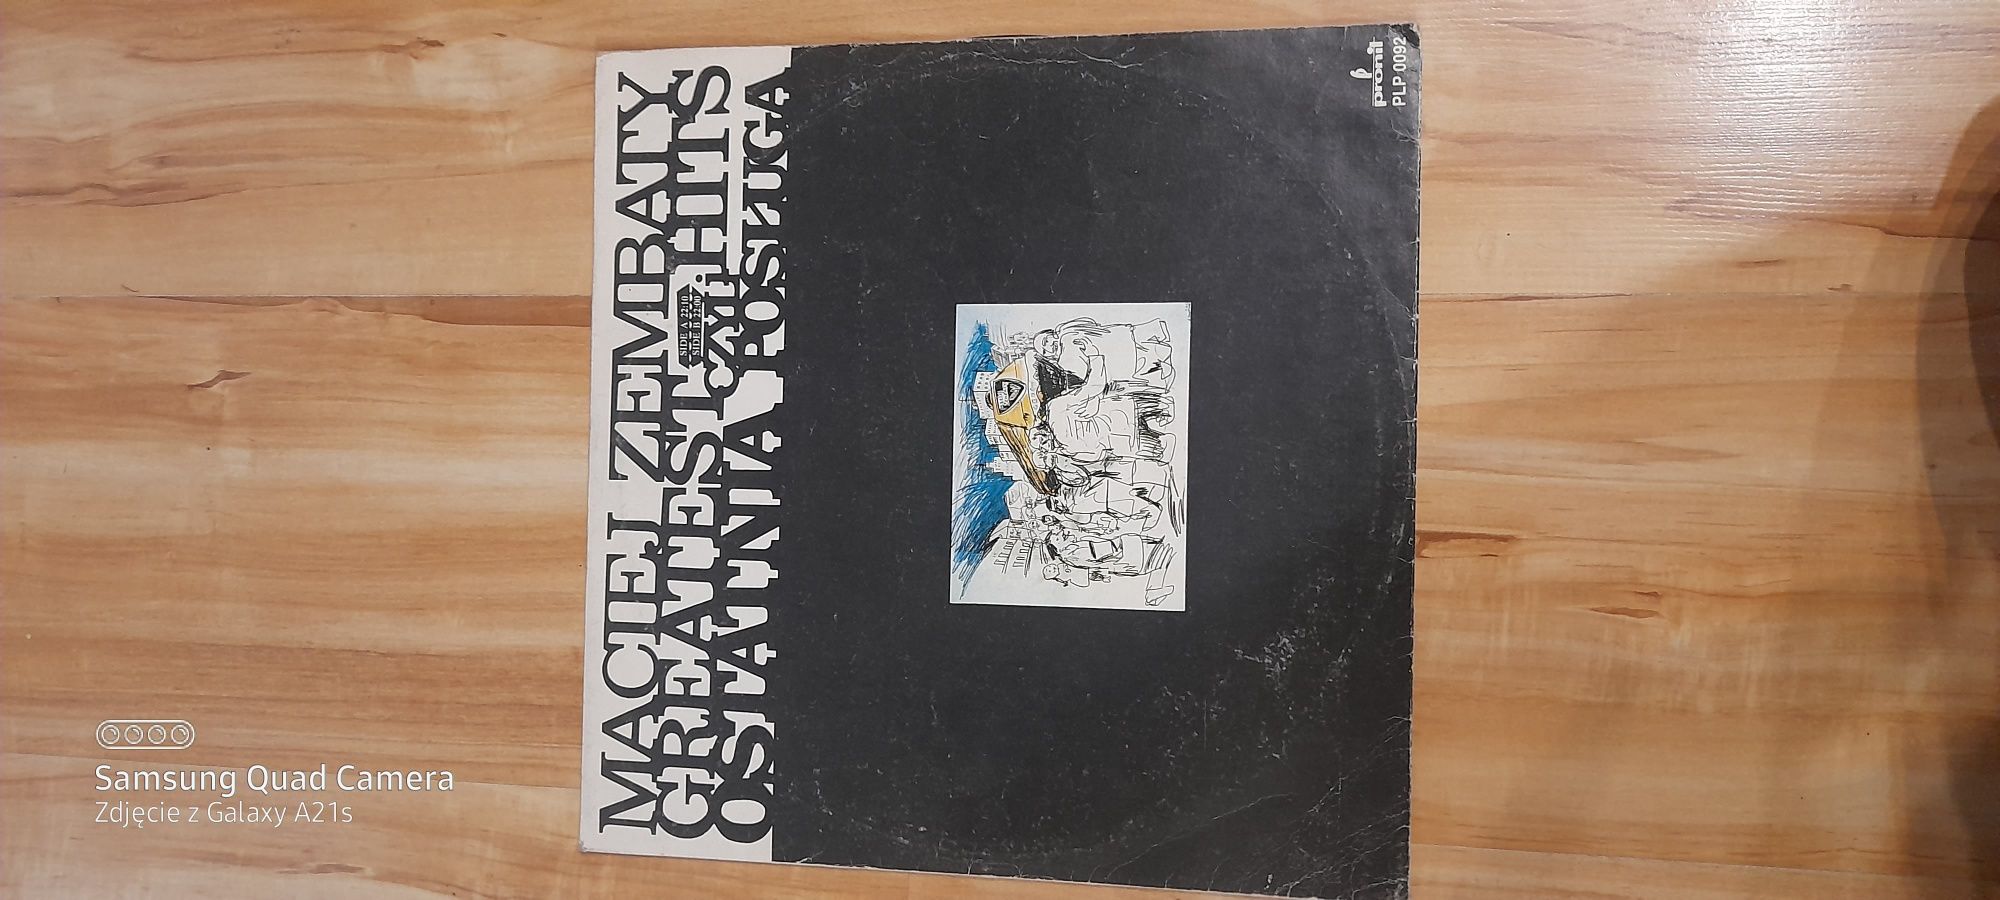 MACIEJ ZEMBATY
GREATEST HITS
SIDE A 22:10
SIDE B 22:00
czyli
OSTATNIA POSŁUGA
pronit
PLP 0092
Samsung Quad Camera
Zdjęcie z Galaxy A21s